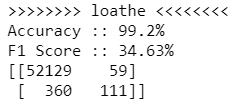 >>>>>>>> loathe <<<<<<<<
Accuracy :: 99.2%
F1 Score :: 34.63%
[[52129    59]
 [  360   111]]